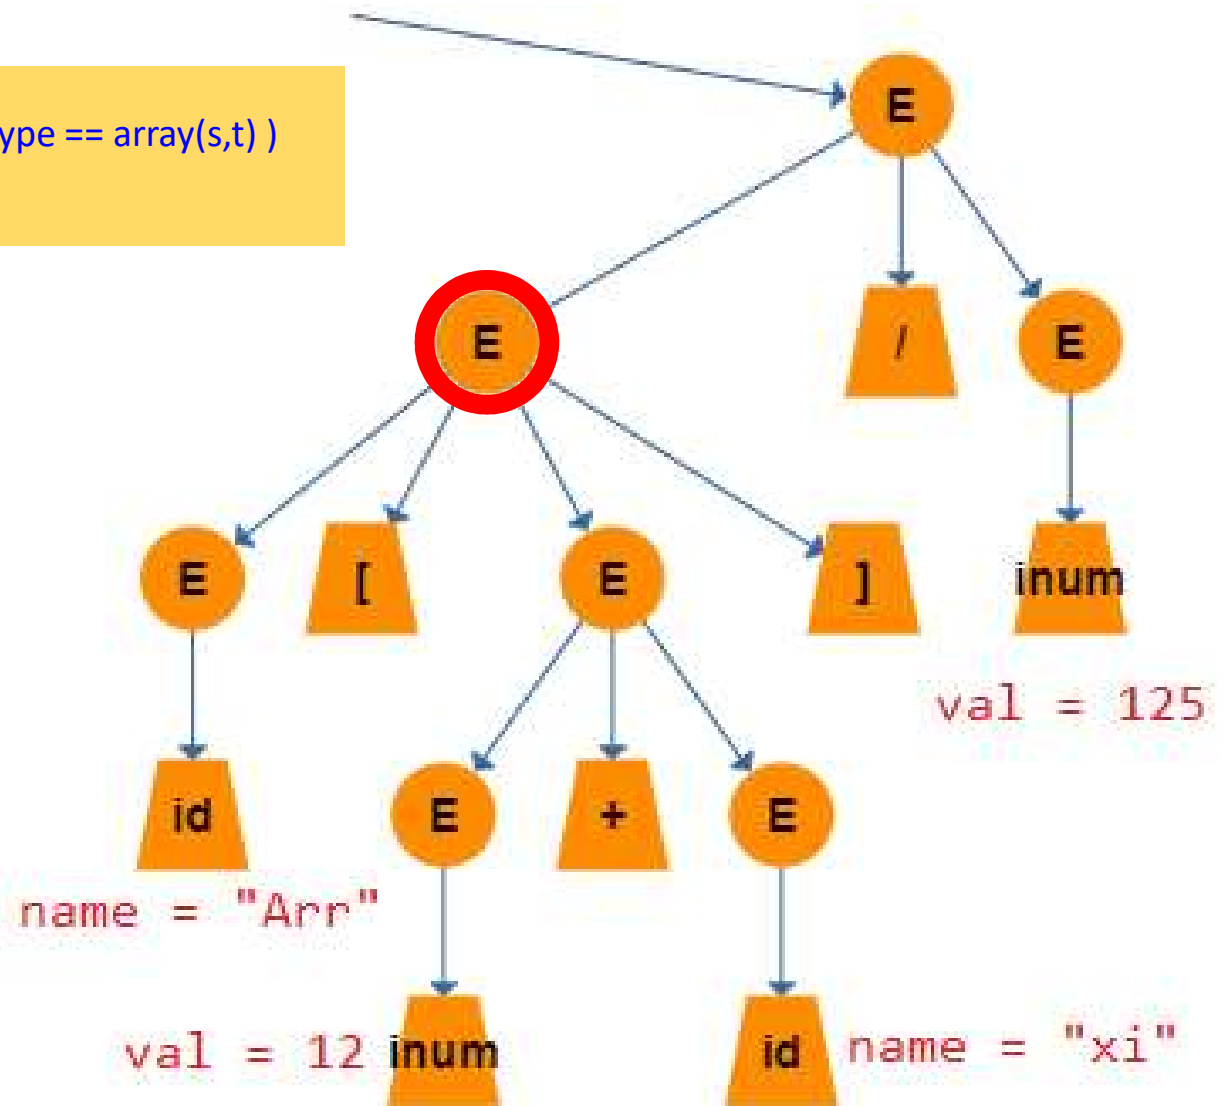 E
ype == array(s,t) )
E / E
E [ E ] inum
val = 125
id E + E
name = "Arr"
val = 12 inum id name = "xi"